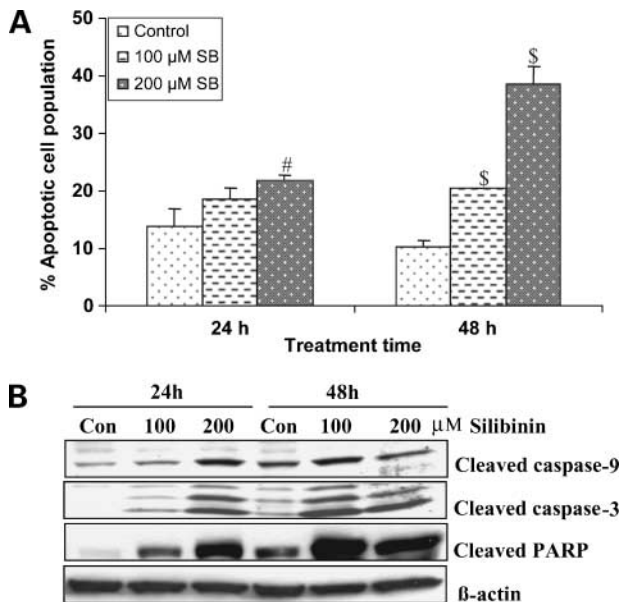 A
50
40
30
20
10
0
% Apoptotic cell population
Control
100 µM SB
200 µM SB
#
$
$
24 h
48 h
Treatment time
B
24h 48h
Con 100 200 Con 100 200 µM Silibinin
Cleaved caspase-9
Cleaved caspase-3
Cleaved PARP
ß-actin